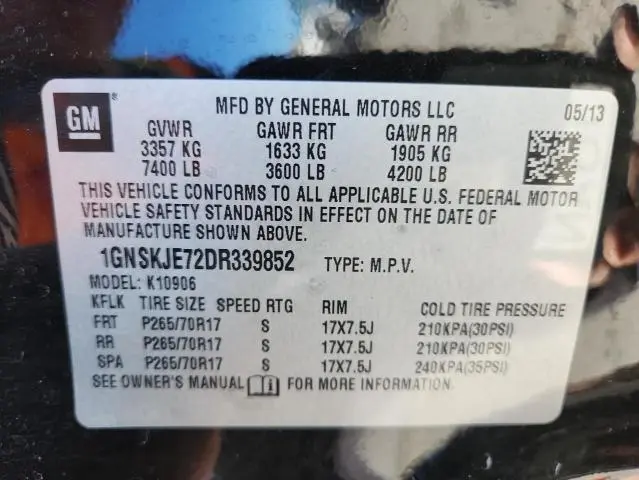 GM
MFD BY GENERAL MOTORS LLC 05/13
GVWR GAWR FRT GAWR RR
3357 KG 1633 KG 1905 KG
7400 LB 3600 LB 4200 LB
THIS VEHICLE CONFORMS TO ALL APPLICABLE U.S. FEDERAL MOTOR
VEHICLE SAFETY STANDARDS IN EFFECT ON THE DATE OF
MANUFACTURE SHOWN ABOVE.
1GNSKJE72DR339852 TYPE: M.P.V.
MODEL: K10906
KFLK TIRE SIZE SPEED RTG RIM COLD TIRE PRESSURE
FRT P265/70R17 S 17X7.5J 210KPA(30PSI)
RR P265/70R17 S 17X7.5J 210KPA(30PSI)
SPA P265/70R17 S 17X7.5J 240KPA(35PSI)
SEE OWNER'S MANUAL FOR MORE INFORMATION.